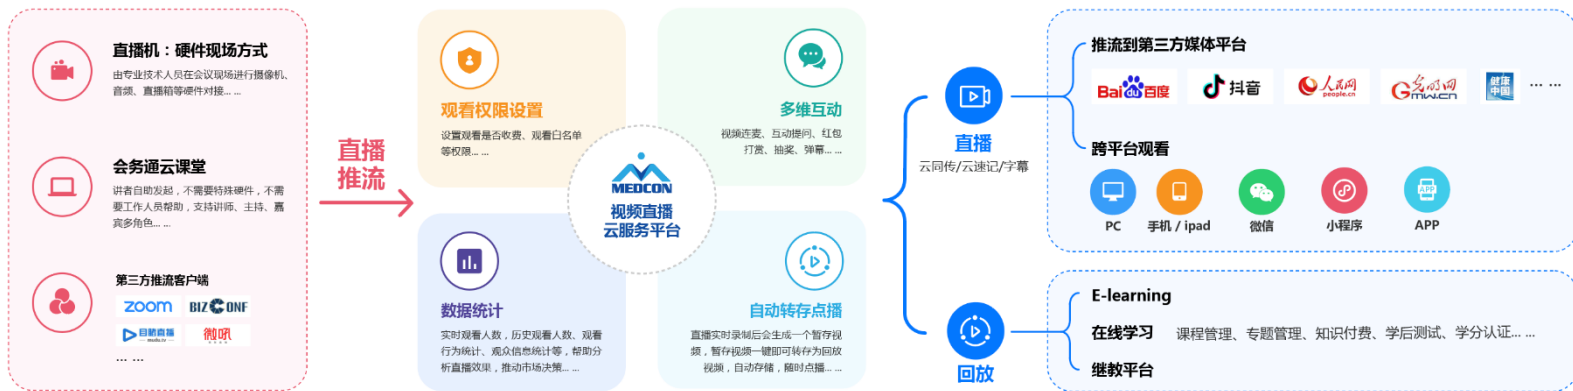 直播机：硬件现场方式
由专业技术人员在会议现场进行摄像机、
音频、直播箱等硬件对接... ...
会务通云课堂
讲者自助发起，不需要特殊硬件，不需
要工作人员帮助，支持讲师、主持、嘉
宾多角色... ...
第三方推流客户端
zoom
BIZCONF
目睹直播
mudu.tv
微吼
... ...
直播
推流
观看权限设置
设置观看是否收费、观看白名单
等权限... ...
多维互动
视频连麦、互动提问、红包
打赏、抽奖、弹幕... ...
MEDCON
视频直播
云服务平台
数据统计
实时观看人数，历史观看人数、观看
行为统计、观众信息统计等，帮助分
析直播效果，推动市场决策... ...
自动转存点播
直播实时录制后会生成一个暂存视
频，暂存视频一键即可转存为回放
视频，自动存储，随时点播... ...
直播
云同传/云速记/字幕
推流到第三方媒体平台
Bai du 百度
抖音
人民网
people.cn
光明网
GMW.CN
健康
中国
... ...
跨平台观看
PC
手机 / ipad
微信
小程序
APP
APP
回放
E-learning
在线学习 课程管理、专题管理、知识付费、学后测试、学分认证... ...
继教平台